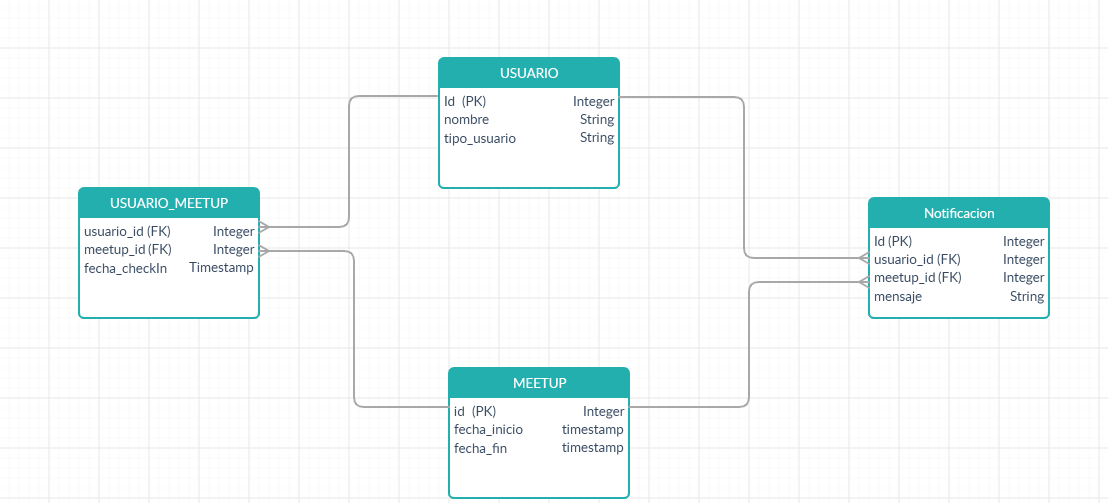 USUARIO
Id (PK) Integer
nombre String
tipo_usuario String
USUARIO_MEETUP
usuario_id (FK) Integer
meetup_id (FK) Integer
fecha_checkIn Timestamp
Notificacion
Id (PK) Integer
usuario_id (FK) Integer
meetup_id (FK) Integer
mensaje String
MEETUP
id (PK) Integer
fecha_inicio timestamp
fecha_fin timestamp